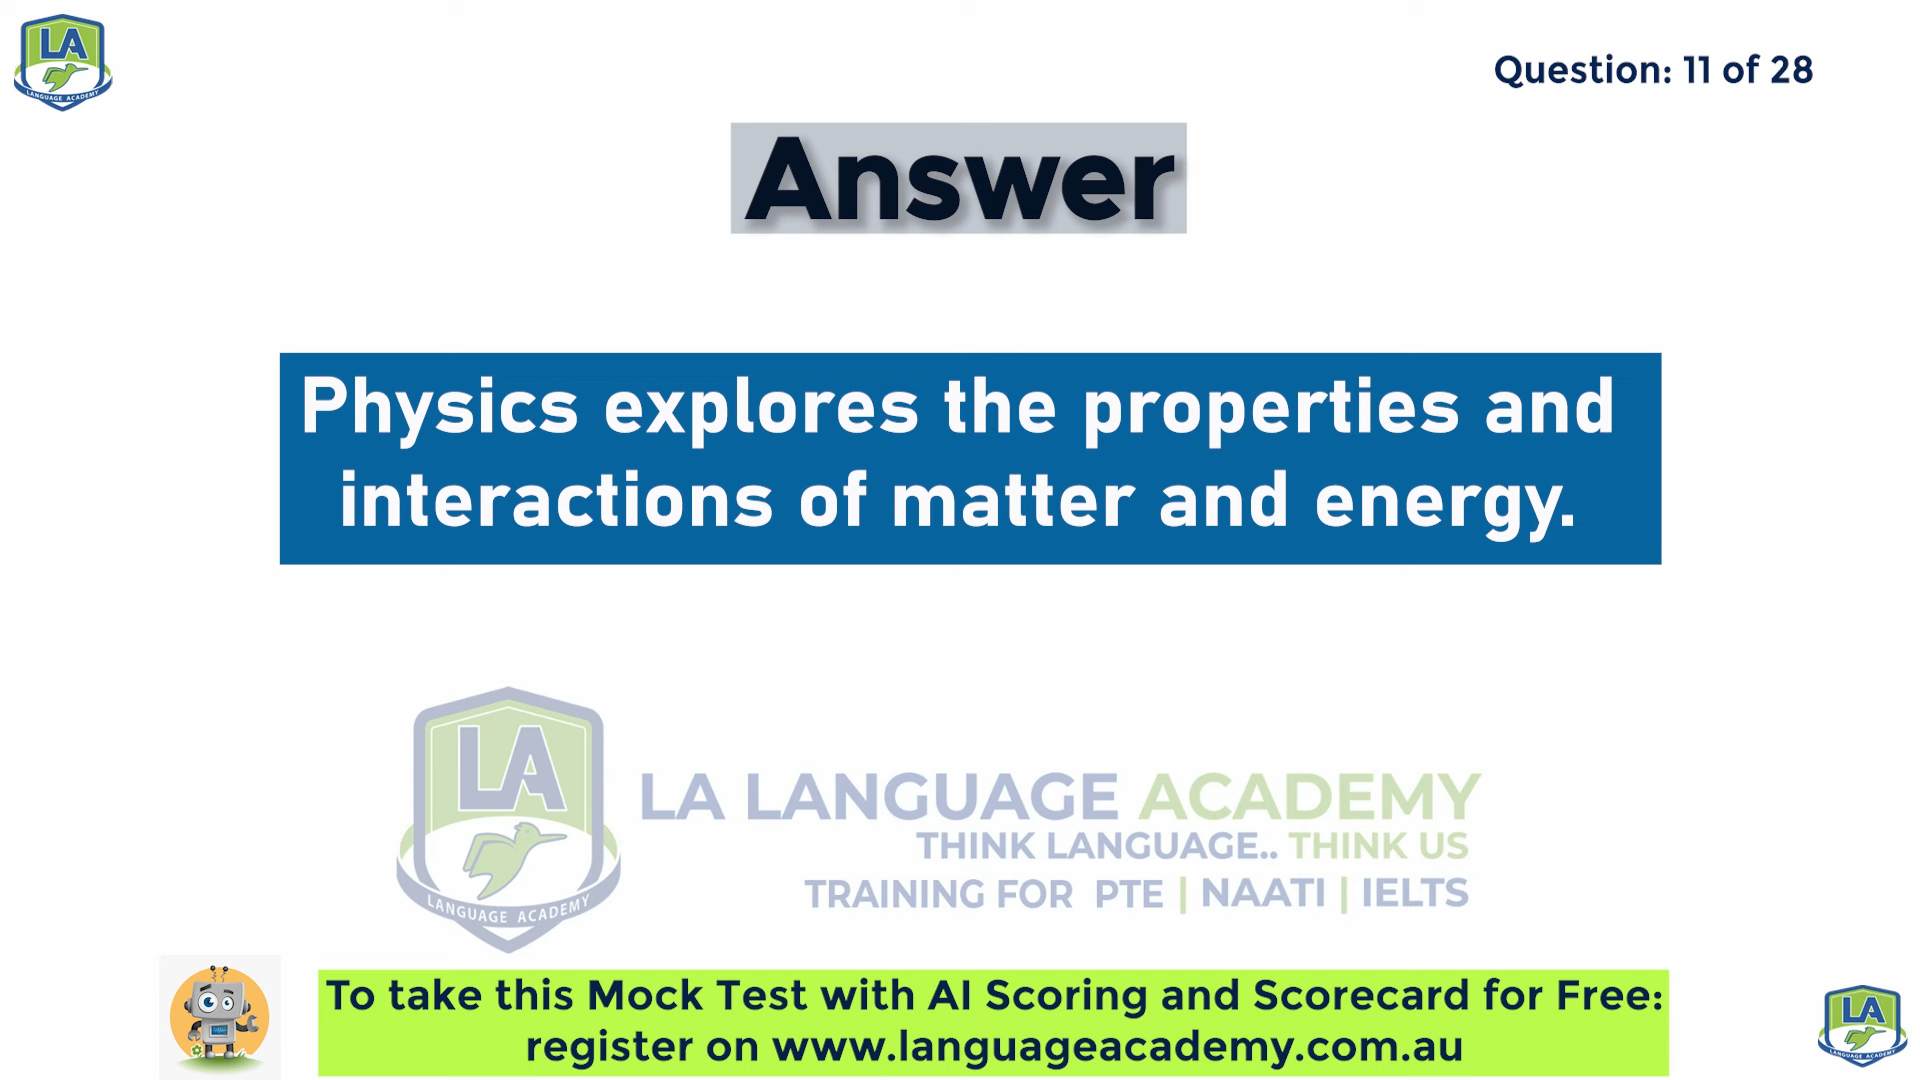 LA
LANGUAGE ACADEMY
Question: 11 of 28
Answer
Physics explores the properties and
interactions of matter and energy.
LA
LANGUAGE ACADEMY
LA LANGUAGE ACADEMY
THINK LANGUAGE.. THINK US
TRAINING FOR PTE | NAATI | IELTS
To take this Mock Test with AI Scoring and Scorecard for Free:
register on www.languageacademy.com.au
LA
LANGUAGE ACADEMY